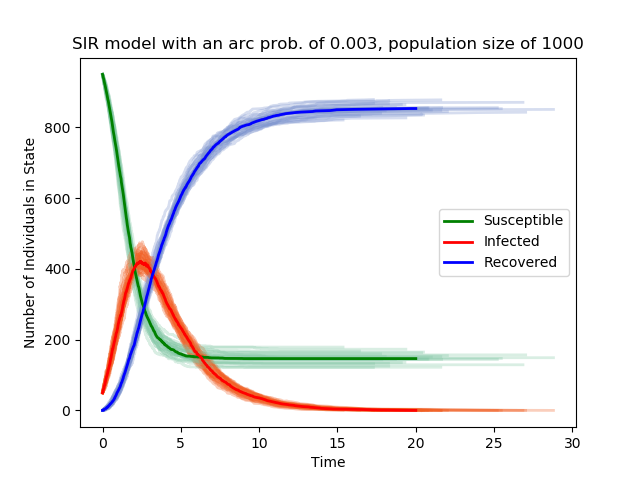 SIR model with an arc prob. of 0.003, population size of 1000
Number of Individuals in State
800
600
400
200
0
Susceptible
Infected
Recovered
0 5 10 15 20 25 30
Time